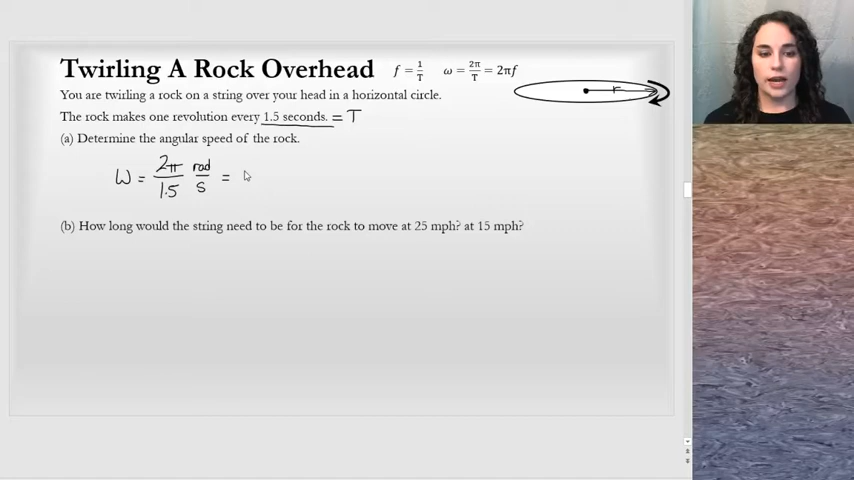 Twirling A Rock Overhead f = 1/T ω = 2π/T = 2πf
You are twirling a rock on a string over your head in a horizontal circle.
The rock makes one revolution every 1.5 seconds. = T
(a) Determine the angular speed of the rock.
ω = 2π/1.5 rad/s =
(b) How long would the string need to be for the rock to move at 25 mph? at 15 mph?
r